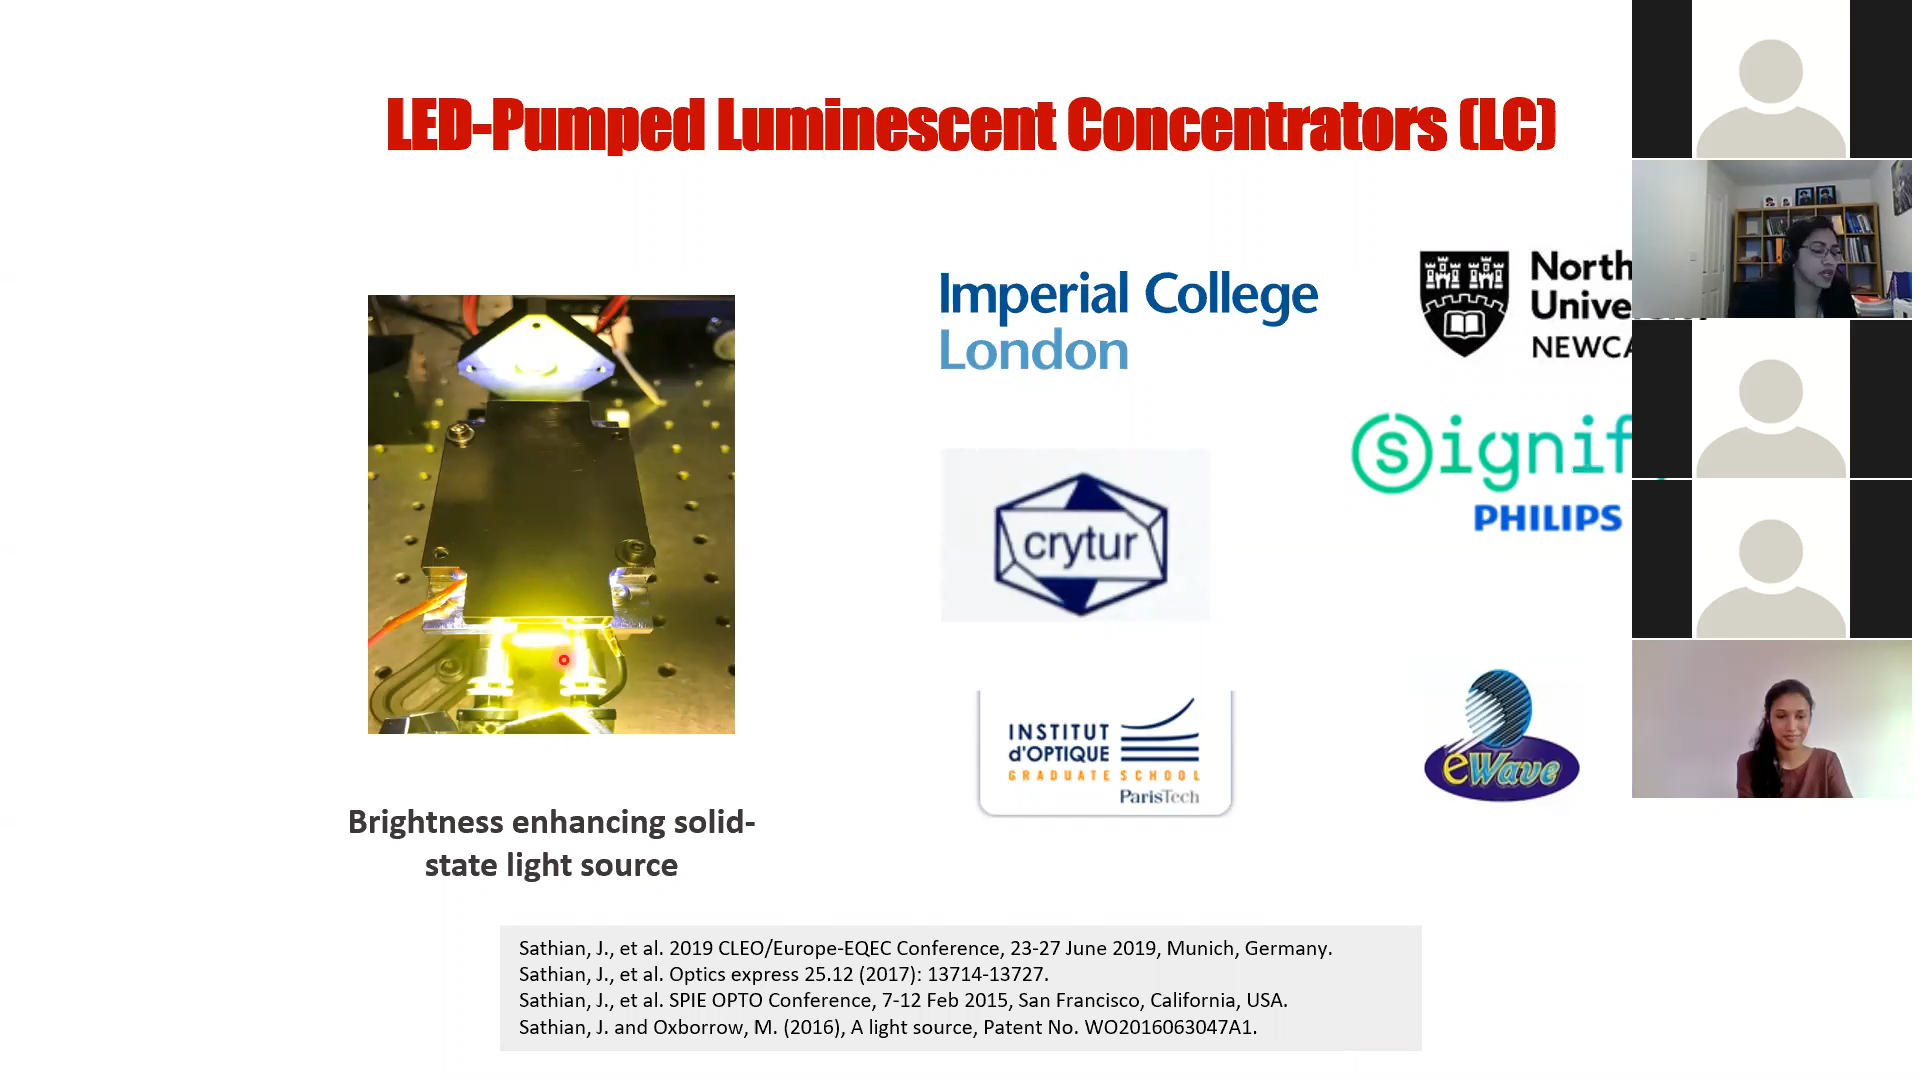 LED-Pumped Luminescent Concentrators (LC)
Imperial College
London
North
Unive
NEWCA
signif
PHILIPS
crytur
INSTITUT
d'OPTIQUE
GRADUATE SCHOOL
ParisTech
eWave
Brightness enhancing solid-
state light source
Sathian, J., et al. 2019 CLEO/Europe-EQEC Conference, 23-27 June 2019, Munich, Germany.
Sathian, J., et al. Optics express 25.12 (2017): 13714-13727.
Sathian, J., et al. SPIE OPTO Conference, 7-12 Feb 2015, San Francisco, California, USA.
Sathian, J. and Oxborrow, M. (2016), A light source, Patent No. WO2016063047A1.